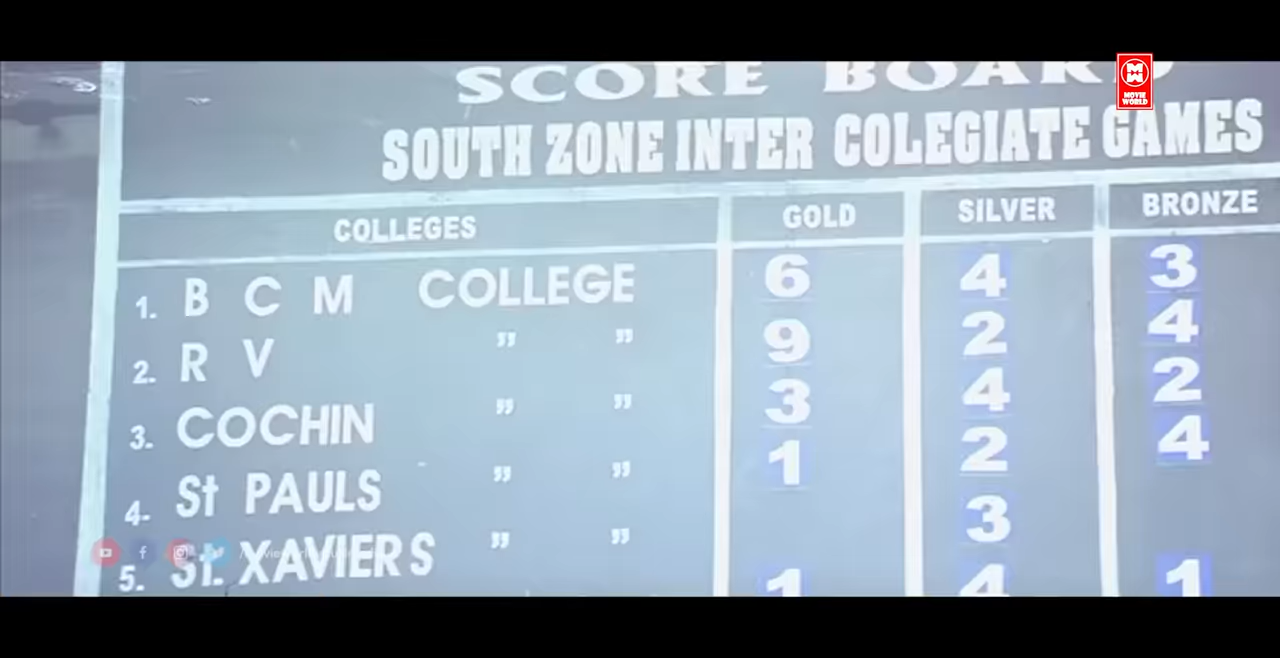 SCORE BOARD
SOUTH ZONE INTER COLEGIATE GAMES
COLLEGES GOLD SILVER BRONZE
1. B C M COLLEGE 6 4 3
2. R V " " 9 2 4
3. COCHIN " " 3 4 2
4. St PAULS " " 1 2 4
5. St. XAVIERS " " 3
1 4 1
MOVIE
WORLD